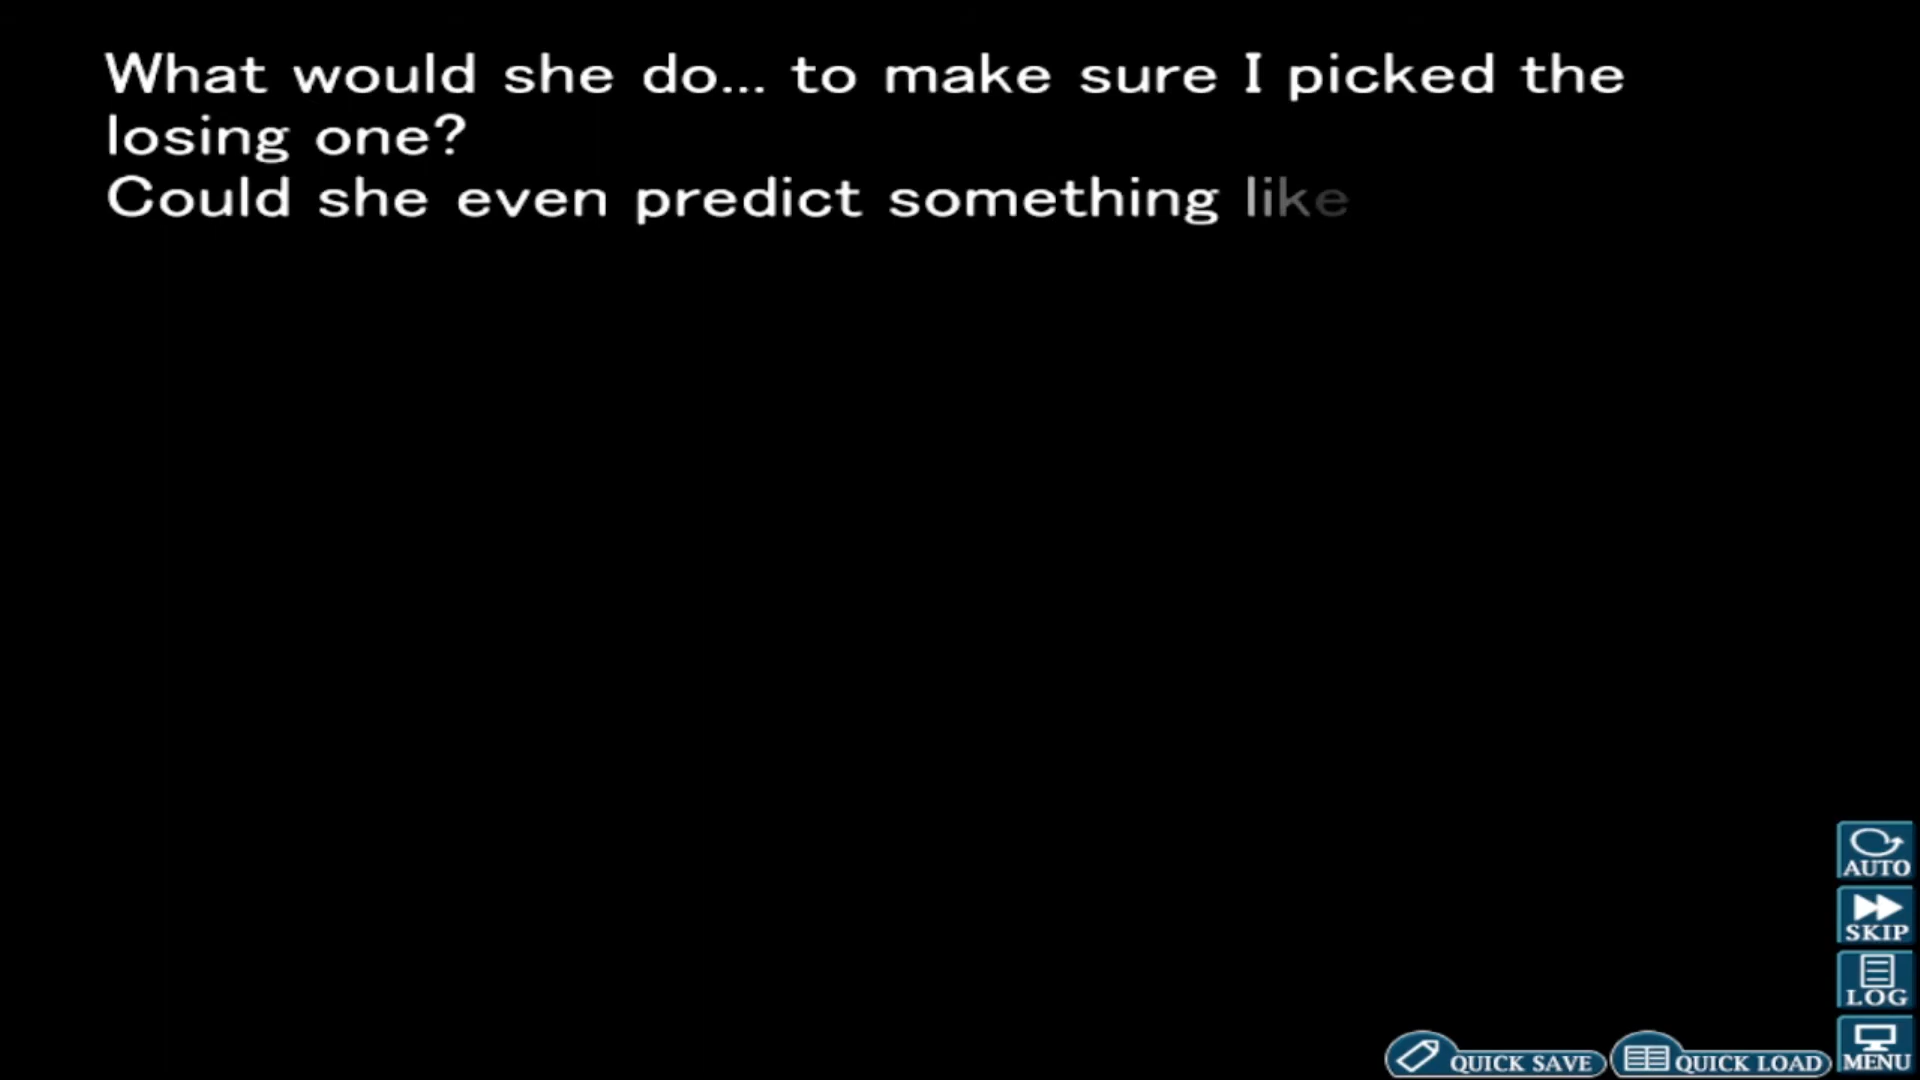 What would she do... to make sure I picked the
losing one?
Could she even predict something like
AUTO
SKIP
LOG
MENU
QUICK SAVE
QUICK LOAD